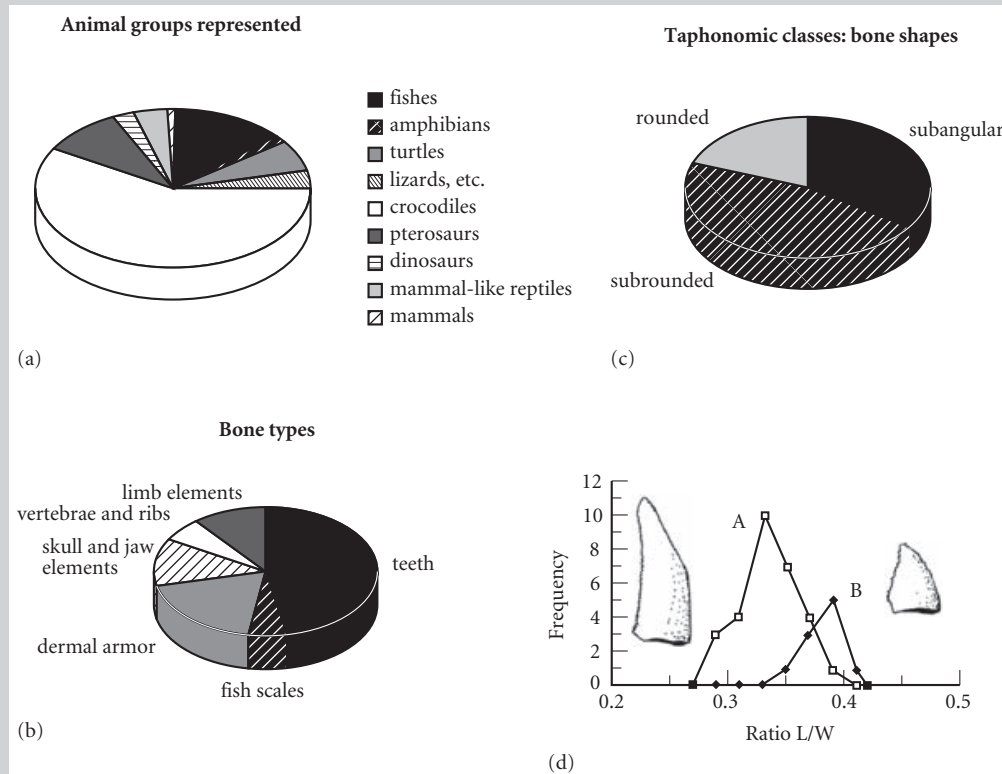 Animal groups represented
fishes
amphibians
turtles
lizards, etc.
crocodiles
pterosaurs
dinosaurs
mammal-like reptiles
mammals
(a)
Taphonomic classes: bone shapes
rounded
subangular
subrounded
(c)
Bone types
limb elements
vertebrae and ribs
skull and jaw
elements
teeth
dermal armor
fish scales
(b)
12
10
8
6
4
2
0
Frequency
A
B
0.2
0.3
0.4
0.5
Ratio L/W
(d)